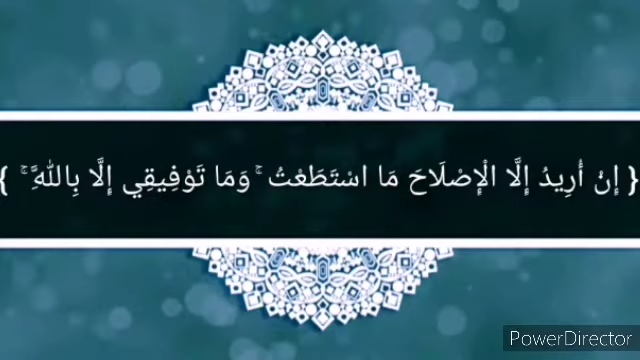 { إِنْ أُرِيدُ إِلَّا الْإِصْلَاحَ مَا اسْتَطَعْتُ ۚ وَمَا تَوْفِيقِي إِلَّا بِاللَّهِ ۚ }
PowerDirector